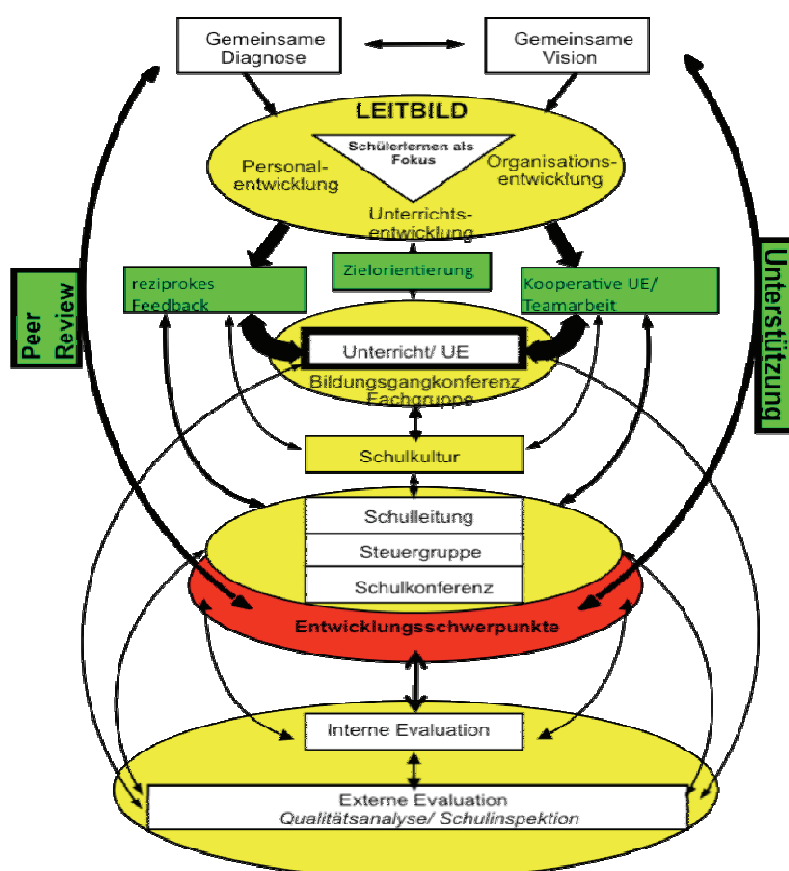 Gemeinsame
Diagnose
Gemeinsame
Vision
LEITBILD
Schülerlernen als
Fokus
Personal-
entwicklung
Organisations-
entwicklung
Unterrichts-
entwicklung
Peer
Review
reziprokes
Feedback
Zielorientierung
Kooperative UE/
Teamarbeit
Unterstützung
Unterricht/ UE
Bildungsgangkonferenz
Fachgruppe
Schulkultur
Schulleitung
Steuergruppe
Schulkonferenz
Entwicklungsschwerpunkte
Interne Evaluation
Externe Evaluation
Qualitätsanalyse/ Schulinspektion